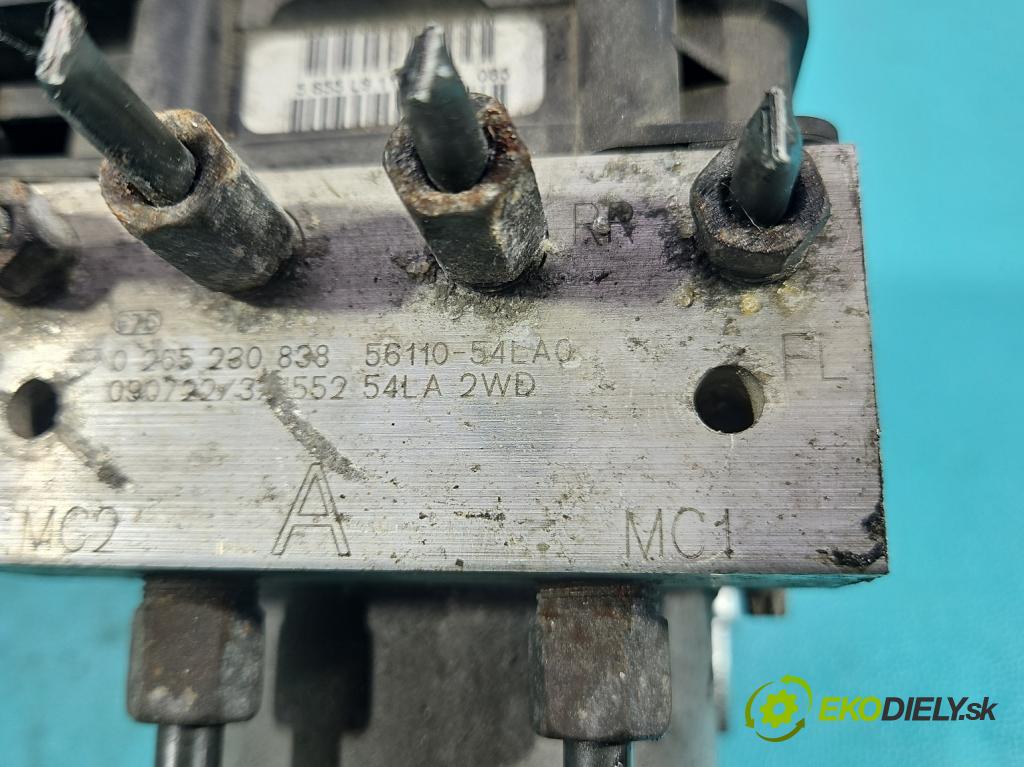 RR
0 265 230 838 56110-54LA0
FL
54LA 2WD
MC2
A
MC1
EKODIELY.sk